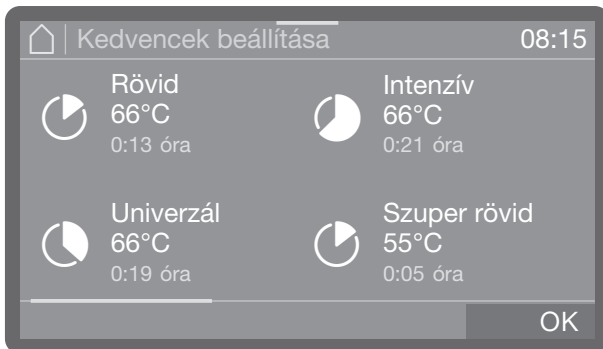 Kedvencek beállítása 08:15
Rövid
66°C
0:13 óra
Intenzív
66°C
0:21 óra
Univerzál
66°C
0:19 óra
Szuper rövid
55°C
0:05 óra
OK